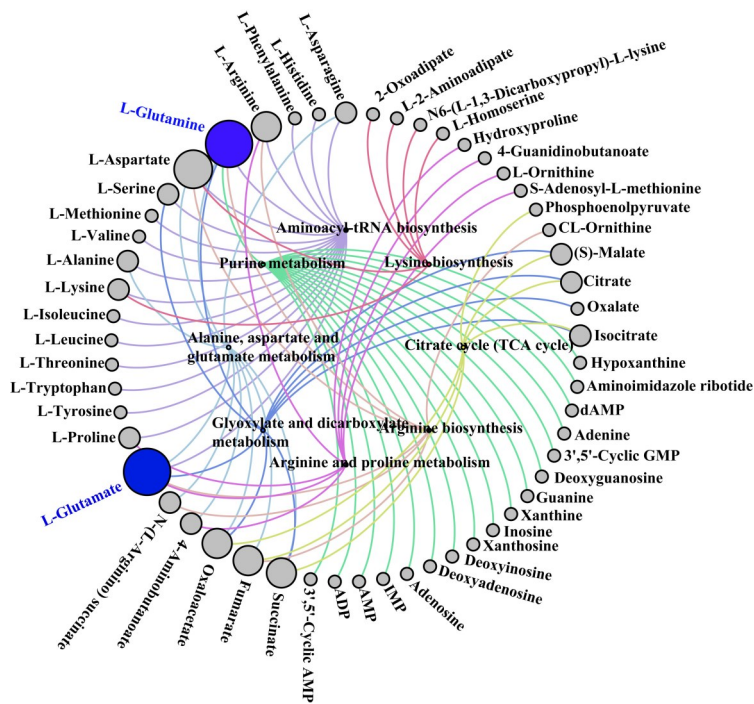 L-Asparagine
L-Histidine
L-Phenylalanine
L-Arginine
L-Glutamine
L-Aspartate
L-Serine
L-Methionine
L-Valine
L-Alanine
L-Lysine
L-Isoleucine
L-Leucine
L-Threonine
L-Tryptophan
L-Tyrosine
L-Proline
L-Glutamate
N-(L-Arginino) succinate
4-Aminobutanoate
Oxaloacetate
Fumarate
Succinate
3',5'-Cyclic AMP
ADP
AMP
IMP
Adenosine
Deoxyadenosine
Deoxyinosine
Xanthosine
Inosine
Xanthine
Guanine
Deoxyguanosine
3',5'-Cyclic GMP
Adenine
dAMP
Aminoimidazole ribotide
Hypoxanthine
Isocitrate
Oxalate
Citrate
(S)-Malate
CL-Ornithine
Phosphoenolpyruvate
S-Adenosyl-L-methionine
L-Ornithine
4-Guanidinobutanoate
Hydroxyproline
L-Homoserine
N6-(L-1,3-Dicarboxypropyl)-L-lysine
L-2-Aminoadipate
2-Oxoadipate
Aminoacyl-tRNA biosynthesis
Purine metabolism
Lysine biosynthesis
Alanine, aspartate and
glutamate metabolism
Citrate cycle (TCA cycle)
Glyoxylate and dicarboxylate
metabolism
Arginine biosynthesis
Arginine and proline metabolism